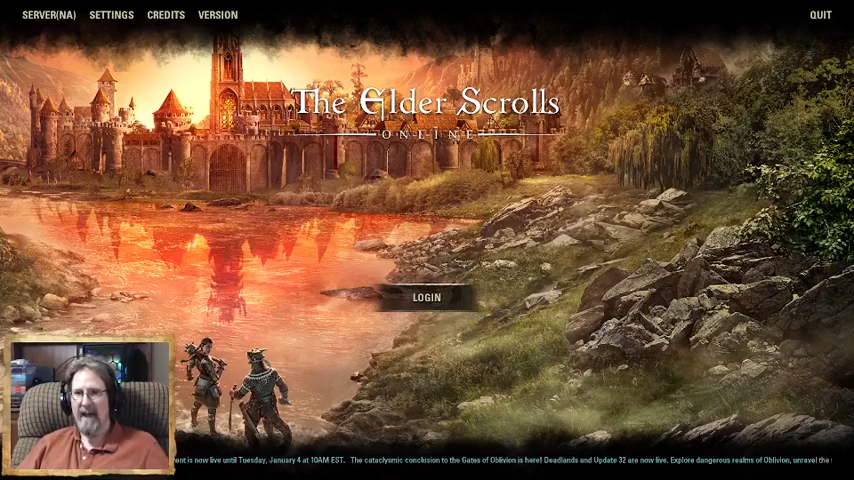 SERVER(NA) SETTINGS CREDITS VERSION QUIT
The Elder Scrolls
ONLINE
LOGIN
ent is now live until Tuesday, January 4 at 10AM EST. The cataclysmic conclusion to the Gates of Oblivion is here! Deadlands and Update 32 are now live. Explore dangerous realms of Oblivion, unravel the